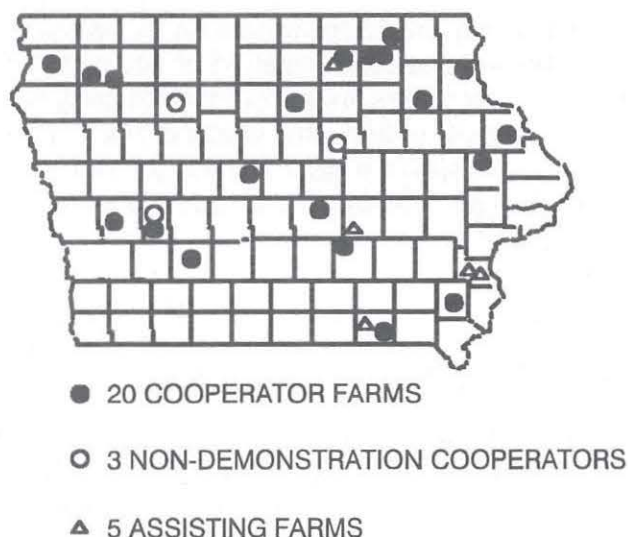 20 COOPERATOR FARMS
3 NON-DEMONSTRATION COOPERATORS
5 ASSISTING FARMS